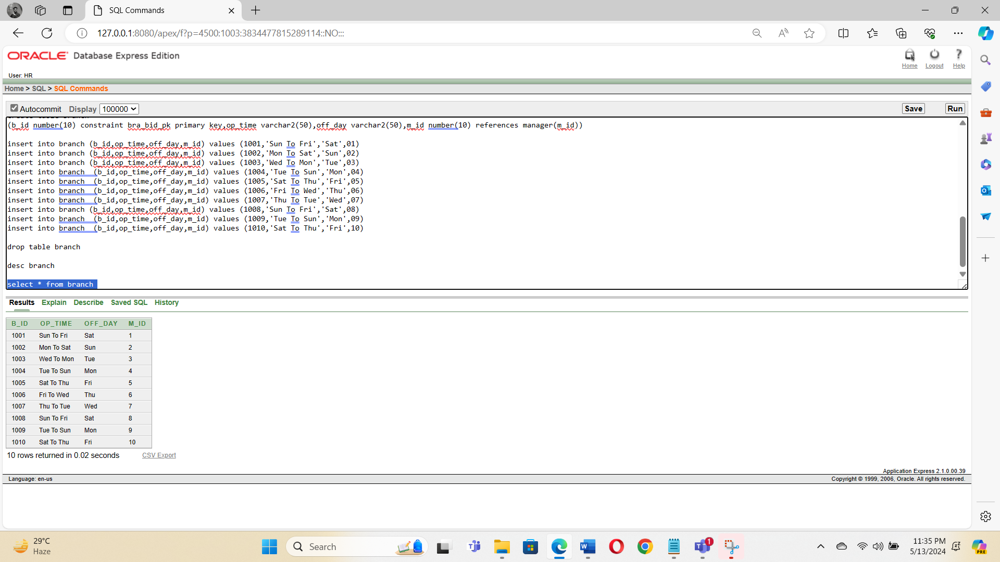 SQL Commands
127.0.0.1:8080/apex/f?p=4500:1003:3834477815289114::NO:::
ORACLE Database Express Edition
Home Logout Help
User: HR
Home > SQL > SQL Commands
Autocommit Display 100000 Save Run
(b_id number(10) constraint bra_bid_pk primary key,op_time varchar2(50),off_day varchar2(50),m_id number(10) references manager(m_id))
insert into branch (b_id,op_time,off_day,m_id) values (1001,'Sun To Fri','Sat',01)
insert into branch (b_id,op_time,off_day,m_id) values (1002,'Mon To Sat','Sun',02)
insert into branch (b_id,op_time,off_day,m_id) values (1003,'Wed To Mon','Tue',03)
insert into branch  (b_id,op_time,off_day,m_id) values (1004,'Tue To Sun','Mon',04)
insert into branch  (b_id,op_time,off_day,m_id) values (1005,'Sat To Thu','Fri',05)
insert into branch  (b_id,op_time,off_day,m_id) values (1006,'Fri To Wed','Thu',06)
insert into branch  (b_id,op_time,off_day,m_id) values (1007,'Thu To Tue','Wed',07)
insert into branch (b_id,op_time,off_day,m_id) values (1008,'Sun To Fri','Sat',08)
insert into branch  (b_id,op_time,off_day,m_id) values (1009,'Tue To Sun','Mon',09)
insert into branch  (b_id,op_time,off_day,m_id) values (1010,'Sat To Thu','Fri',10)
drop table branch
desc branch
select * from branch
Results Explain Describe Saved SQL History
B_ID OP_TIME OFF_DAY M_ID
1001 Sun To Fri Sat 1
1002 Mon To Sat Sun 2
1003 Wed To Mon Tue 3
1004 Tue To Sun Mon 4
1005 Sat To Thu Fri 5
1006 Fri To Wed Thu 6
1007 Thu To Tue Wed 7
1008 Sun To Fri Sat 8
1009 Tue To Sun Mon 9
1010 Sat To Thu Fri 10
10 rows returned in 0.02 seconds CSV Export
Application Express 2.1.0.00.39
Language: en-us Copyright © 1999, 2006, Oracle. All rights reserved.
29°C
Haze
Search
1
11:35 PM
5/13/2024
PRE